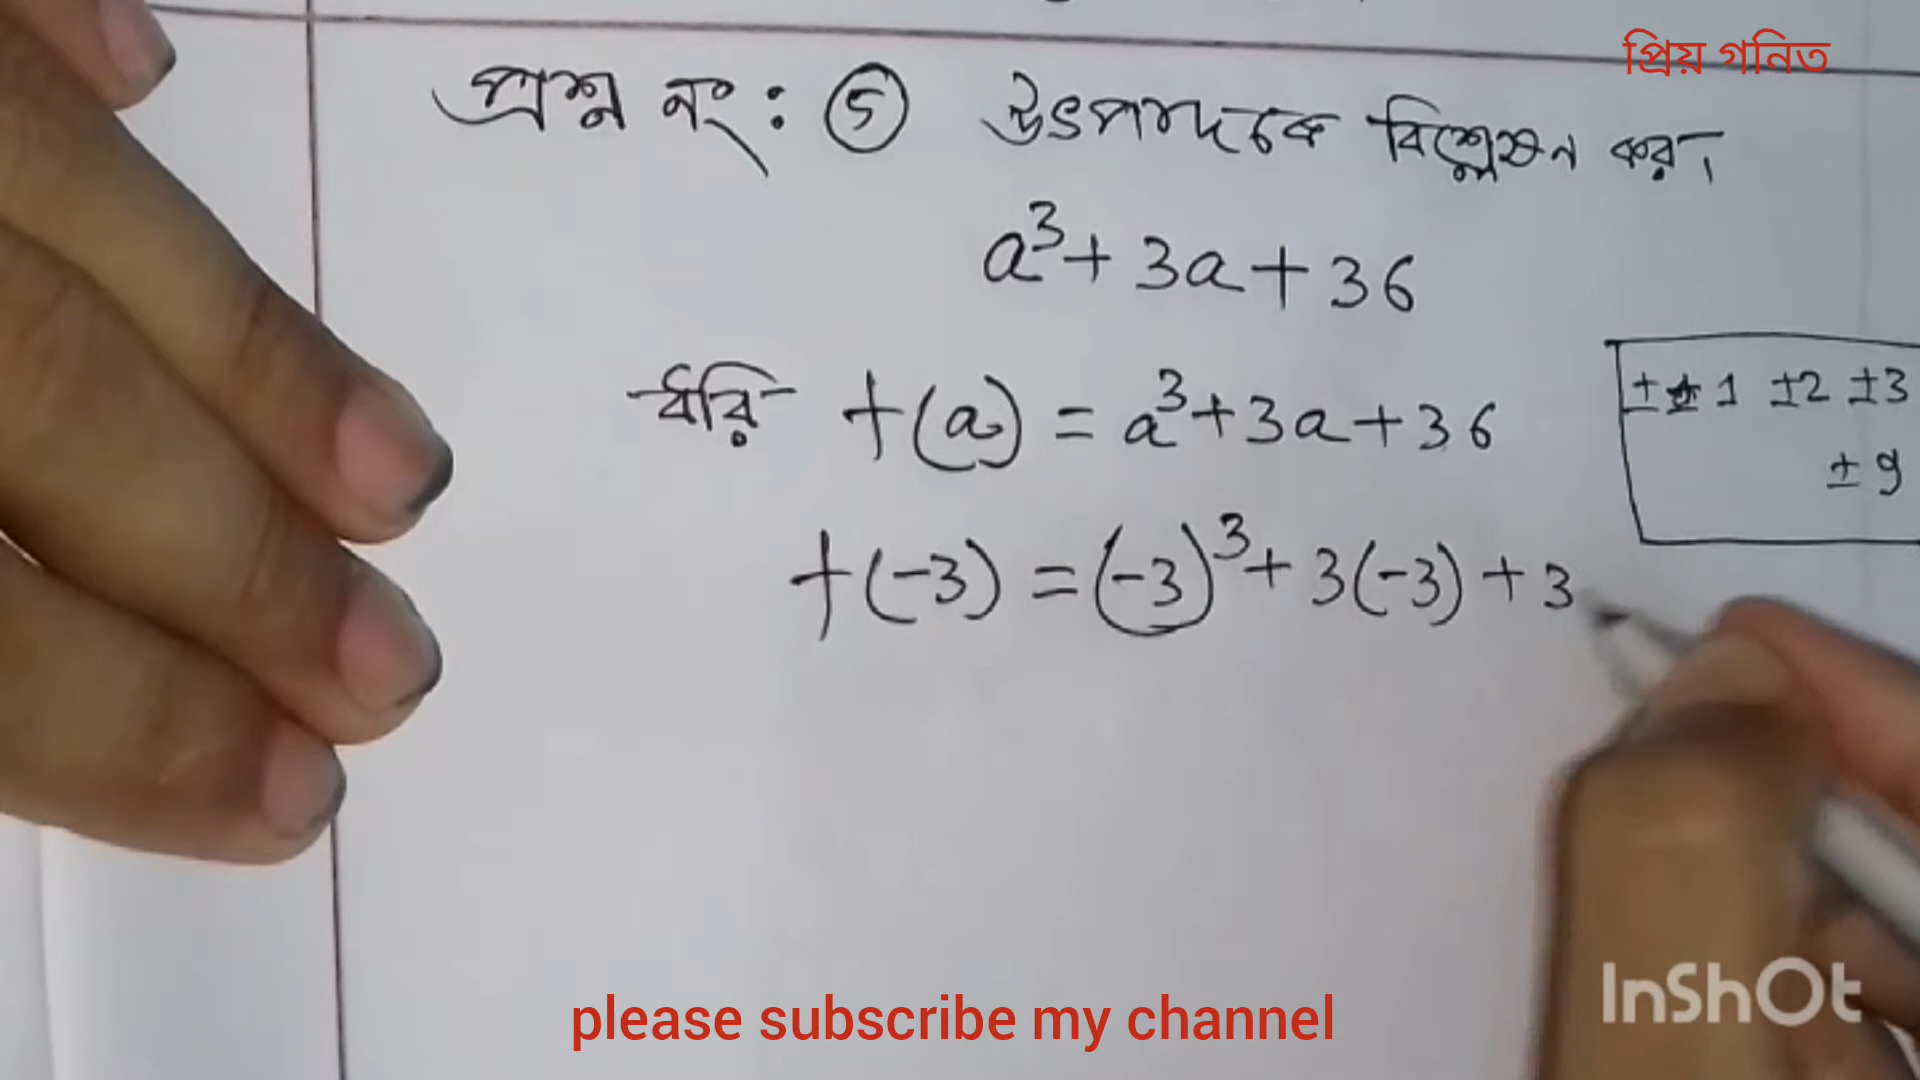 প্রিয় গনিত
প্রশ্ন নং: ৫ উৎপাদকে বিশ্লেষণ কর।
a³ + 3a + 36
ধরি f(a) = a³ + 3a + 36
± 1 ±2 ±3
± 9
f(-3) = (-3)³ + 3(-3) + 3
please subscribe my channel
InShOt